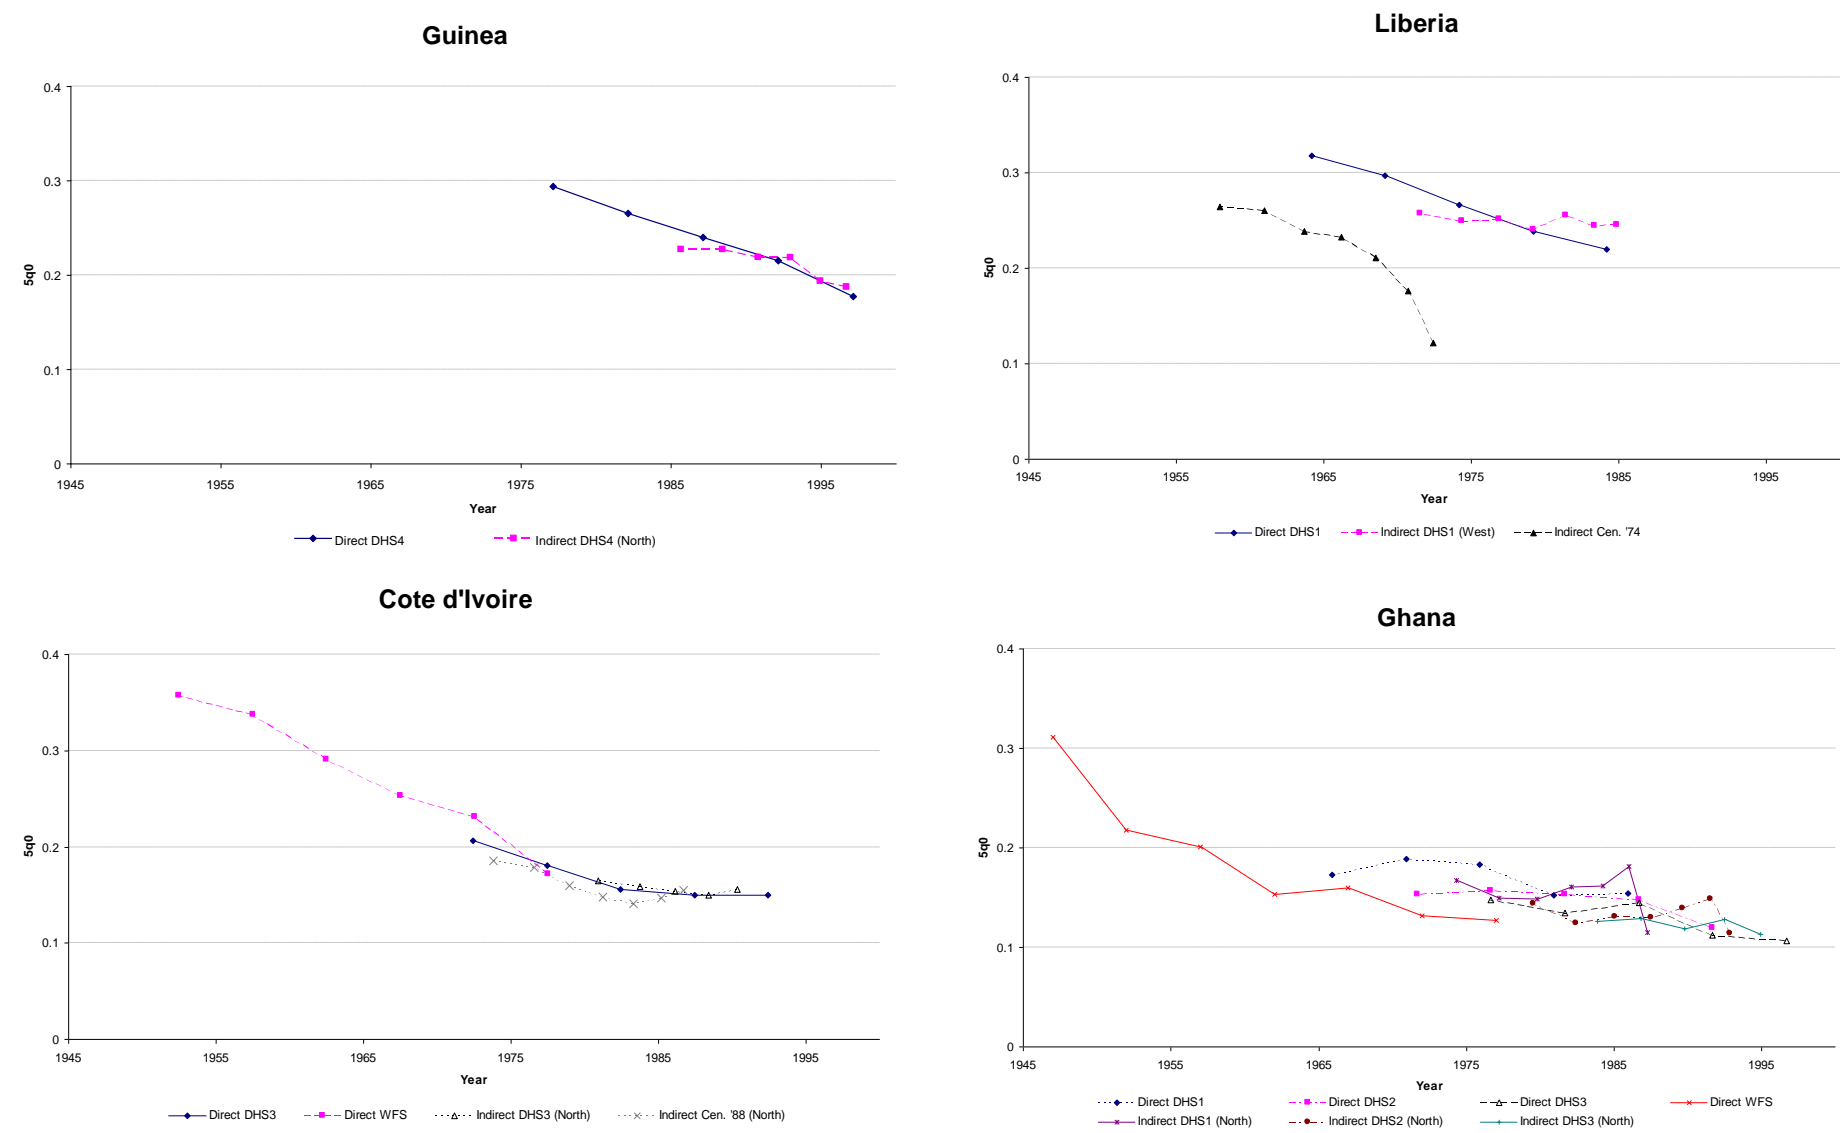 Guinea
0.4
0.3
0.2
0.1
0
5q0
1945 1955 1965 1975 1985 1995
Year
Direct DHS4 Indirect DHS4 (North)
Liberia
0.4
0.3
0.2
0.1
0
5q0
1945 1955 1965 1975 1985 1995
Year
Direct DHS1 Indirect DHS1 (West) Indirect Cen. '74
Cote d'Ivoire
0.4
0.3
0.2
0.1
0
5q0
1945 1955 1965 1975 1985 1995
Year
Direct DHS3 Direct WFS Indirect DHS3 (North) Indirect Cen. '88 (North)
Ghana
0.4
0.3
0.2
0.1
0
5q0
1945 1955 1965 1975 1985 1995
Year
Direct DHS1 Direct DHS2 Direct DHS3 Direct WFS
Indirect DHS1 (North) Indirect DHS2 (North) Indirect DHS3 (North)